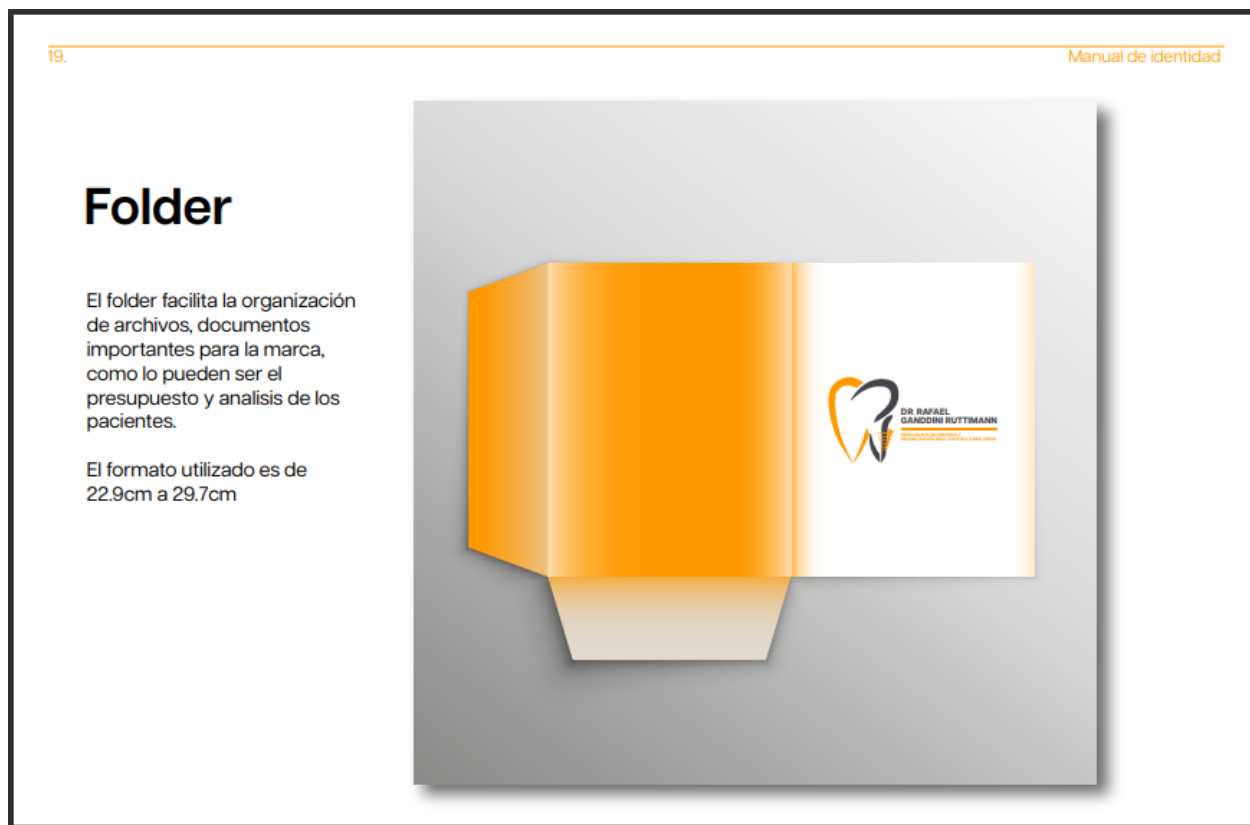 19.
Manual de identidad
Folder
El folder facilita la organización
de archivos, documentos
importantes para la marca,
como lo pueden ser el
presupuesto y analisis de los
pacientes.
El formato utilizado es de
22.9cm a 29.7cm
DR RAFAEL
GANDDINI RUTTIMANN